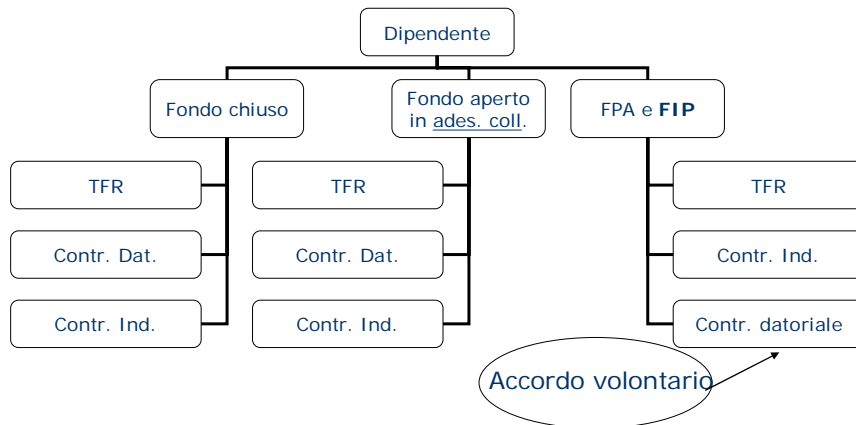 Dipendente
Fondo chiuso
Fondo aperto
in ades. coll.
FPA e FIP
TFR
TFR
TFR
Contr. Dat.
Contr. Dat.
Contr. Ind.
Contr. Ind.
Contr. Ind.
Contr. datoriale
Accordo volontario